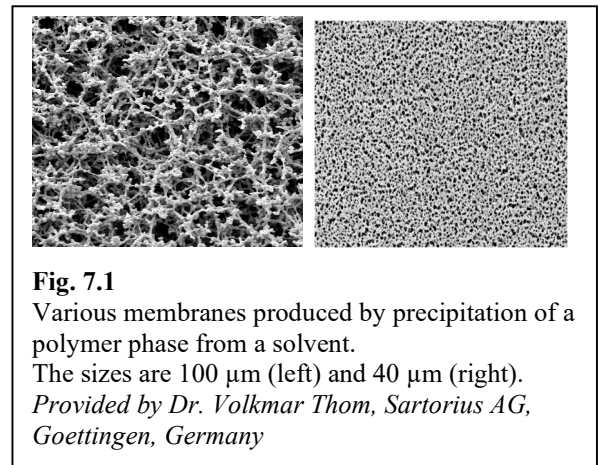 Fig. 7.1
Various membranes produced by precipitation of a
polymer phase from a solvent.
The sizes are 100 µm (left) and 40 µm (right).
Provided by Dr. Volkmar Thom, Sartorius AG,
Goettingen, Germany